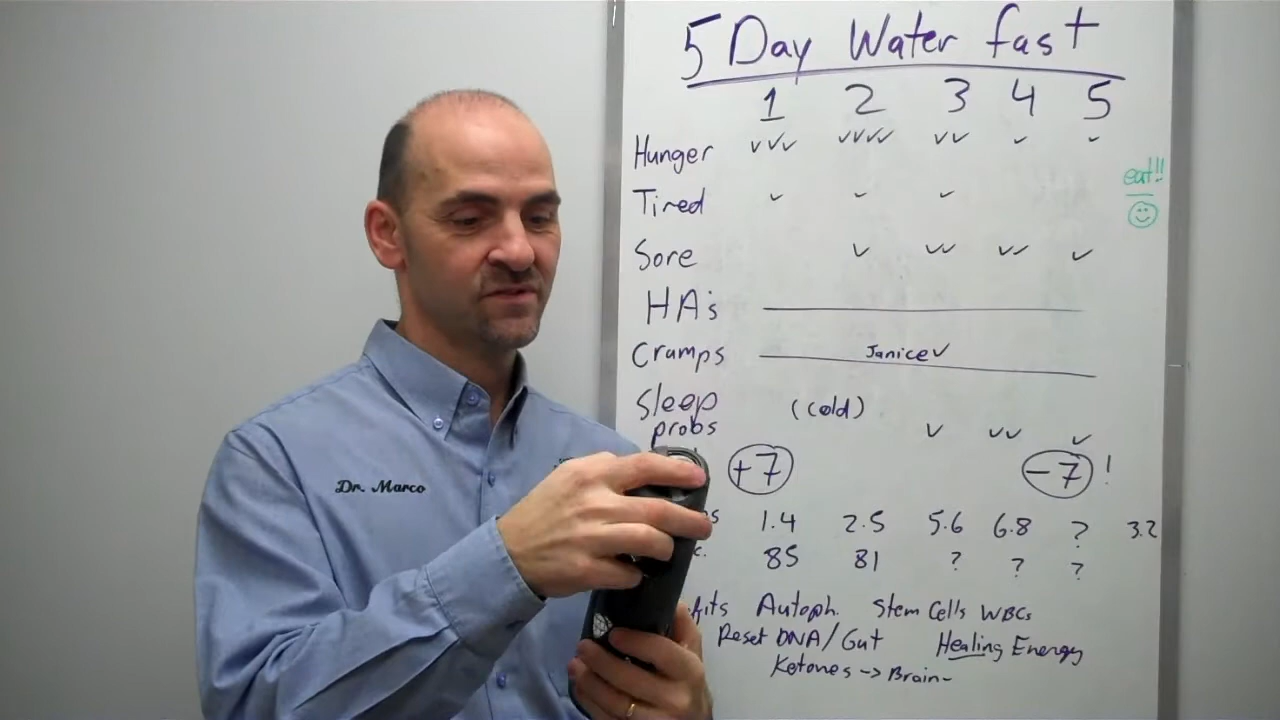 5 Day Water fast
1 2 3 4 5
Hunger ✓✓✓ ✓✓✓✓ ✓✓ ✓ ✓
eat!!
Tired ✓ ✓ ✓
Sore ✓ ✓✓ ✓✓ ✓
HA's
Cramps Janice ✓
Sleep (cold)
probs ✓ ✓✓ ✓
+7 -7 !
1.4 2.5 5.6 6.8 ? 3.2
85 81 ? ? ?
fits Autoph. Stem Cells WBCs
Reset DNA/Gut Healing Energy
Ketones -> Brain-
Dr. Marco